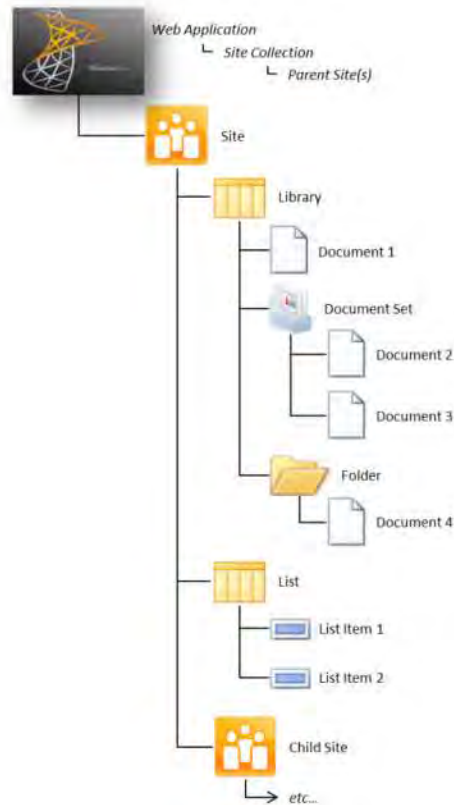 Web Application
Site Collection
Parent Site(s)
Site
Library
Document 1
Document Set
Document 2
Document 3
Folder
Document 4
List
List Item 1
List Item 2
Child Site
etc...